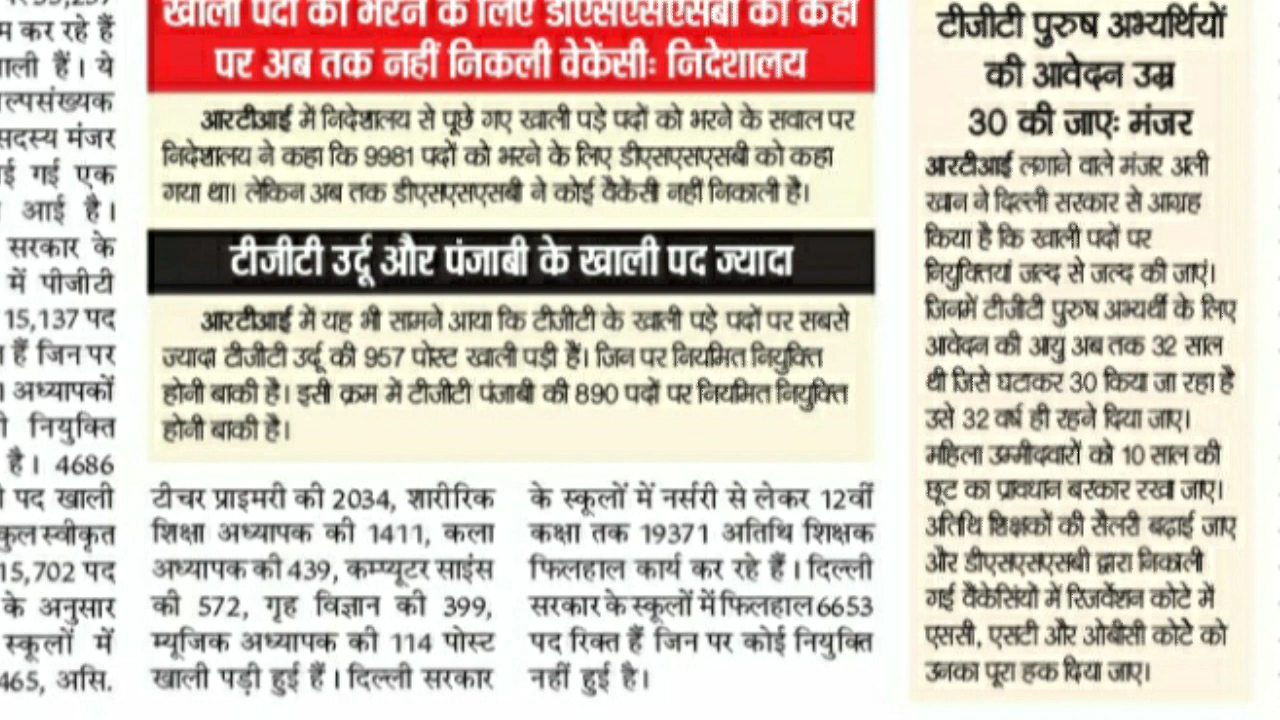 म कर रहे हैं
ाली हैं। ये
ल्पसंख्यक
सदस्य मंजर
ई गई एक
आई है।
सरकार के
में पीजीटी
15,137 पद
हैं जिन पर
अध्यापकों
नियुक्ति
है। 4686
पद खाली
कुल स्वीकृत
15,702 पद
के अनुसार
स्कूलों में
465, असि.
खाली पदों को भरने के लिए डीएसएसएसबी को कहा
पर अब तक नहीं निकली वेकेंसीः निदेशालय
आरटीआई में निदेशालय से पूछे गए खाली पड़े पदों को भरने के सवाल पर
निदेशालय ने कहा कि 9981 पदों को भरने के लिए डीएसएसएसबी को कहा
गया था। लेकिन अब तक डीएसएसएसबी ने कोई वैकेंसी नहीं निकाली है।
टीजीटी उर्दू और पंजाबी के खाली पद ज्यादा
आरटीआई में यह भी सामने आया कि टीजीटी के खाली पड़े पदों पर सबसे
ज्यादा टीजीटी उर्दू की 957 पोस्ट खाली पड़ी हैं। जिन पर नियमित नियुक्ति
होनी बाकी है। इसी क्रम में टीजीटी पंजाबी की 890 पदों पर नियमित नियुक्ति
होनी बाकी है।
टीचर प्राइमरी की 2034, शारीरिक
शिक्षा अध्यापक की 1411, कला
अध्यापक की 439, कम्प्यूटर साइंस
की 572, गृह विज्ञान की 399,
म्यूजिक अध्यापक की 114 पोस्ट
खाली पड़ी हुई हैं। दिल्ली सरकार
के स्कूलों में नर्सरी से लेकर 12वीं
कक्षा तक 19371 अतिथि शिक्षक
फिलहाल कार्य कर रहे हैं। दिल्ली
सरकार के स्कूलों में फिलहाल 6653
पद रिक्त हैं जिन पर कोई नियुक्ति
नहीं हुई है।
टीजीटी पुरुष अभ्यर्थियों
की आवेदन उम्र
30 की जाएः मंजर
आरटीआई लगाने वाले मंजर अली
खान ने दिल्ली सरकार से आग्रह
किया है कि खाली पदों पर
नियुक्तियां जल्द से जल्द की जाएं।
जिनमें टीजीटी पुरुष अभ्यर्थी के लिए
आवेदन की आयु अब तक 32 साल
थी जिसे घटाकर 30 किया जा रहा है
उसे 32 वर्ष ही रहने दिया जाए।
महिला उम्मीदवारों को 10 साल की
छूट का प्रावधान बरकार रखा जाए।
अतिथि शिक्षकों की सैलरी बढ़ाई जाए
और डीएसएसएसबी द्वारा निकाली
गई वैकेंसियों में रिजर्वेशन कोटे में
एससी, एसटी और ओबीसी कोटे को
उनका पूरा हक दिया जाए।